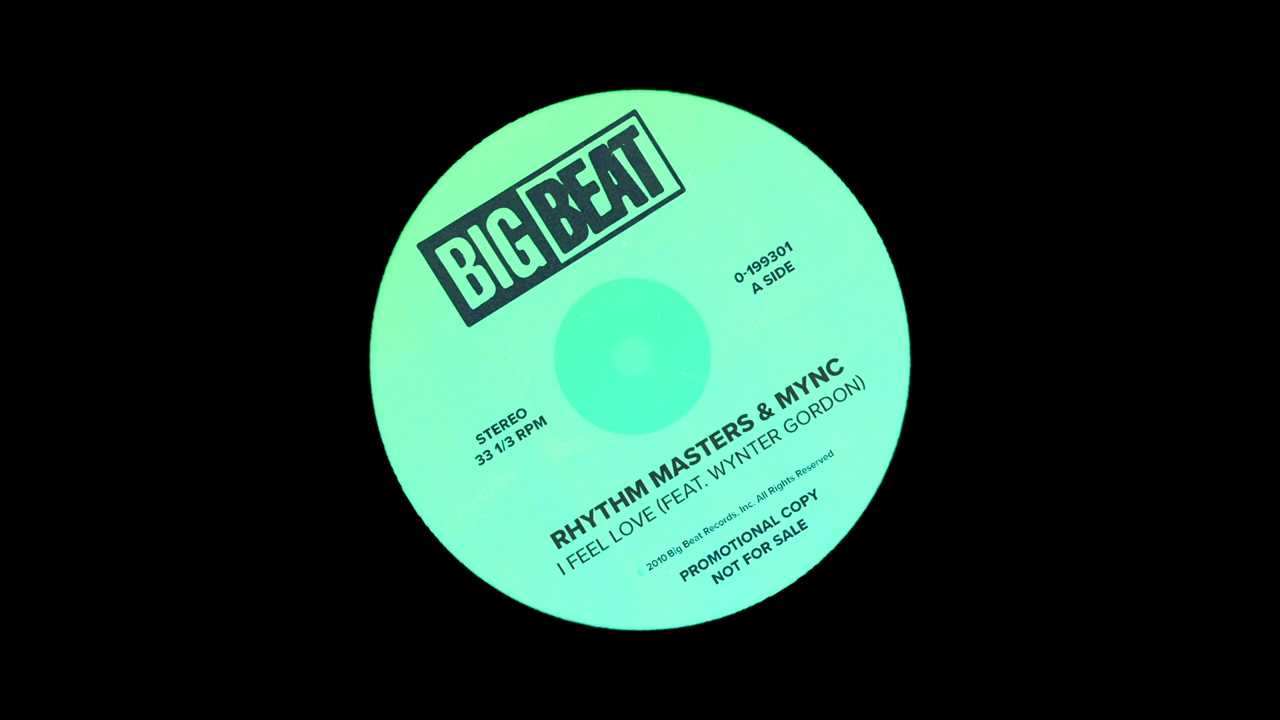 BIG BEAT
0-199301
A SIDE
STEREO
33 1/3 RPM
RHYTHM MASTERS & MYNC
I FEEL LOVE (FEAT. WYNTER GORDON)
2010 Big Beat Records, Inc. All Rights Reserved
PROMOTIONAL COPY
NOT FOR SALE